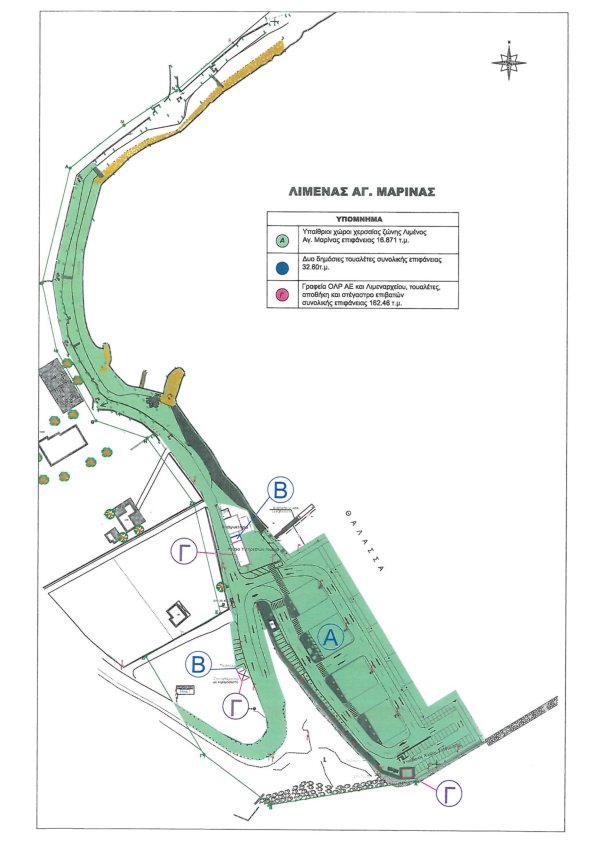 ΛΙΜΕΝΑΣ ΑΓ. ΜΑΡΙΝΑΣ
ΥΠΟΜΝΗΜΑ
Α
Υπαίθριοι χώροι χερσαίας ζώνης Λιμένος
Αγ. Μαρίνας επιφάνειας 16.871 τ.μ.
Δυο δημόσιες τουαλέτες συνολικής επιφάνειας
32.60τ.μ.
Γ
Γραφεία ΟΛΡ ΑΕ και Λιμεναρχείου, τουαλέτες,
αποθήκη και στέγαστρο επιβατών
συνολικής επιφάνειας 162.46 τ.μ.
Β
ΘΑΛΑΣΣΑ
Γ
Α
Β
Γ
Γ